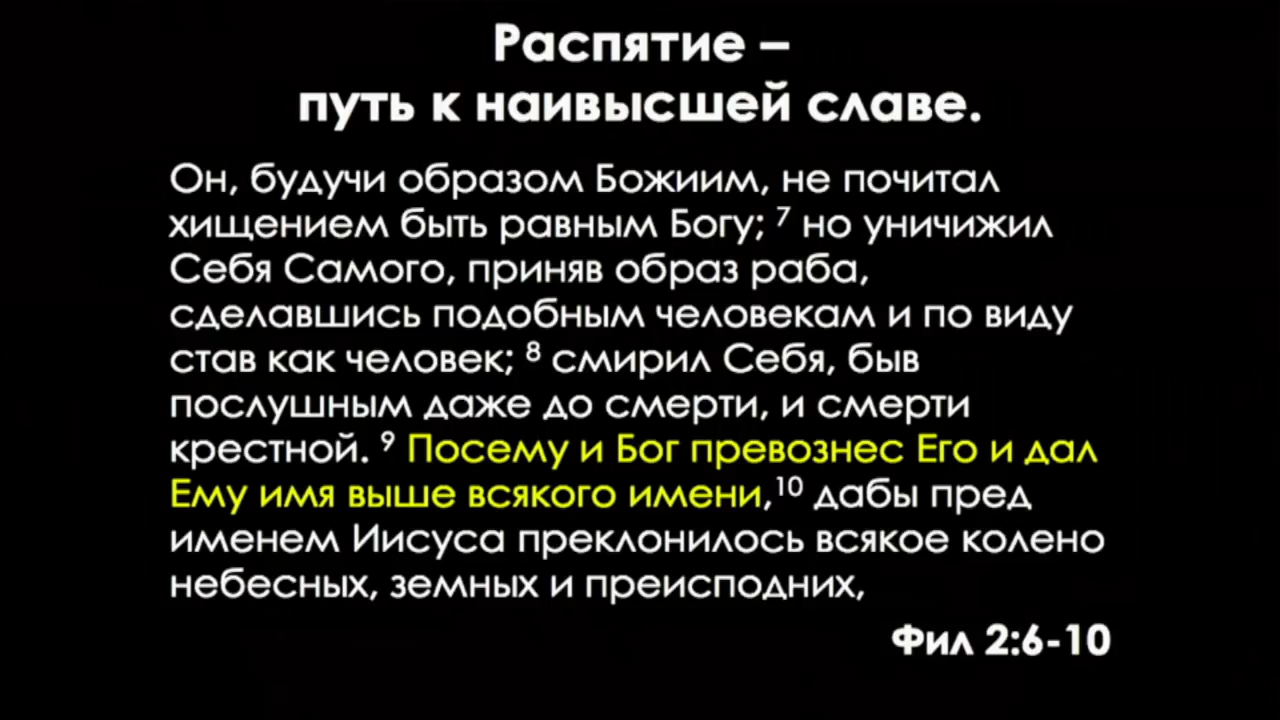 Распятие –
путь к наивысшей славе.
Он, будучи образом Божиим, не почитал
хищением быть равным Богу; ⁷ но уничижил
Себя Самого, приняв образ раба,
сделавшись подобным человекам и по виду
став как человек; ⁸ смирил Себя, быв
послушным даже до смерти, и смерти
крестной. ⁹ Посему и Бог превознес Его и дал
Ему имя выше всякого имени,¹⁰ дабы пред
именем Иисуса преклонилось всякое колено
небесных, земных и преисподних,
Фил 2:6-10